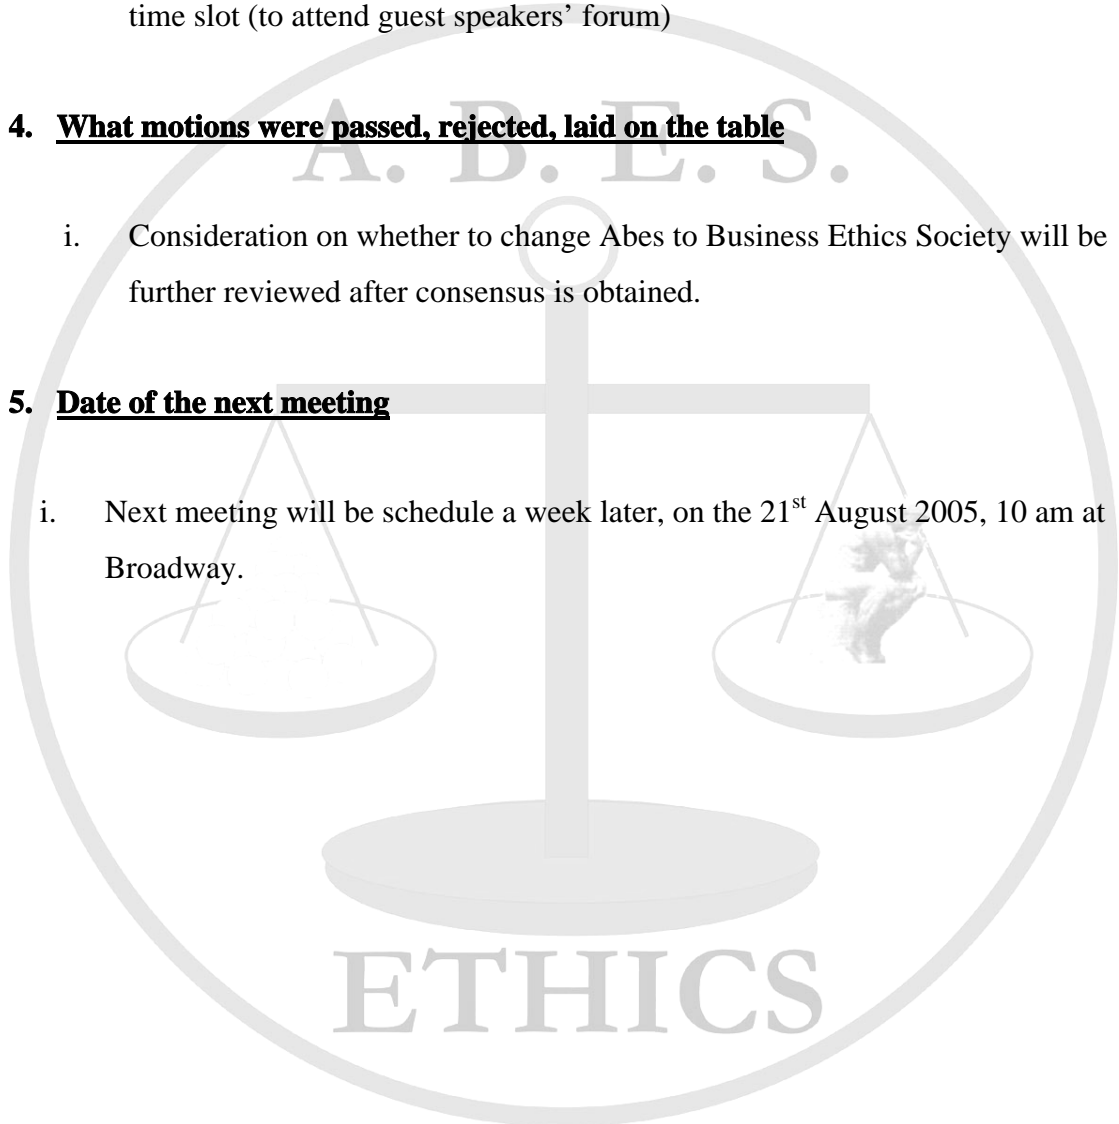 time slot (to attend guest speakers’ forum)
4. What motions were passed, rejected, laid on the table
A. B. E. S.
i. Consideration on whether to change Abes to Business Ethics Society will be
further reviewed after consensus is obtained.
5. Date of the next meeting
i. Next meeting will be schedule a week later, on the 21st August 2005, 10 am at
Broadway.
ETHICS